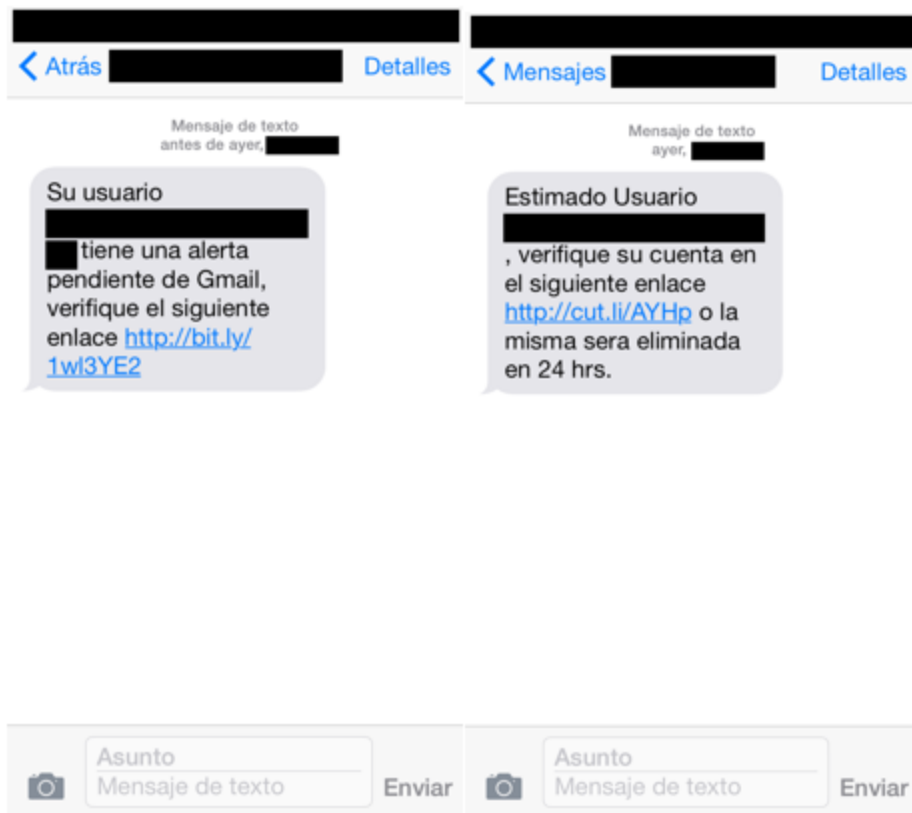 Atrás
Detalles
Mensaje de texto
antes de ayer,
Su usuario
tiene una alerta
pendiente de Gmail,
verifique el siguiente
enlace http://bit.ly/
1wl3YE2
Asunto
Mensaje de texto
Enviar
Mensajes
Detalles
Mensaje de texto
ayer,
Estimado Usuario
, verifique su cuenta en
el siguiente enlace
http://cut.li/AYHp o la
misma sera eliminada
en 24 hrs.
Asunto
Mensaje de texto
Enviar